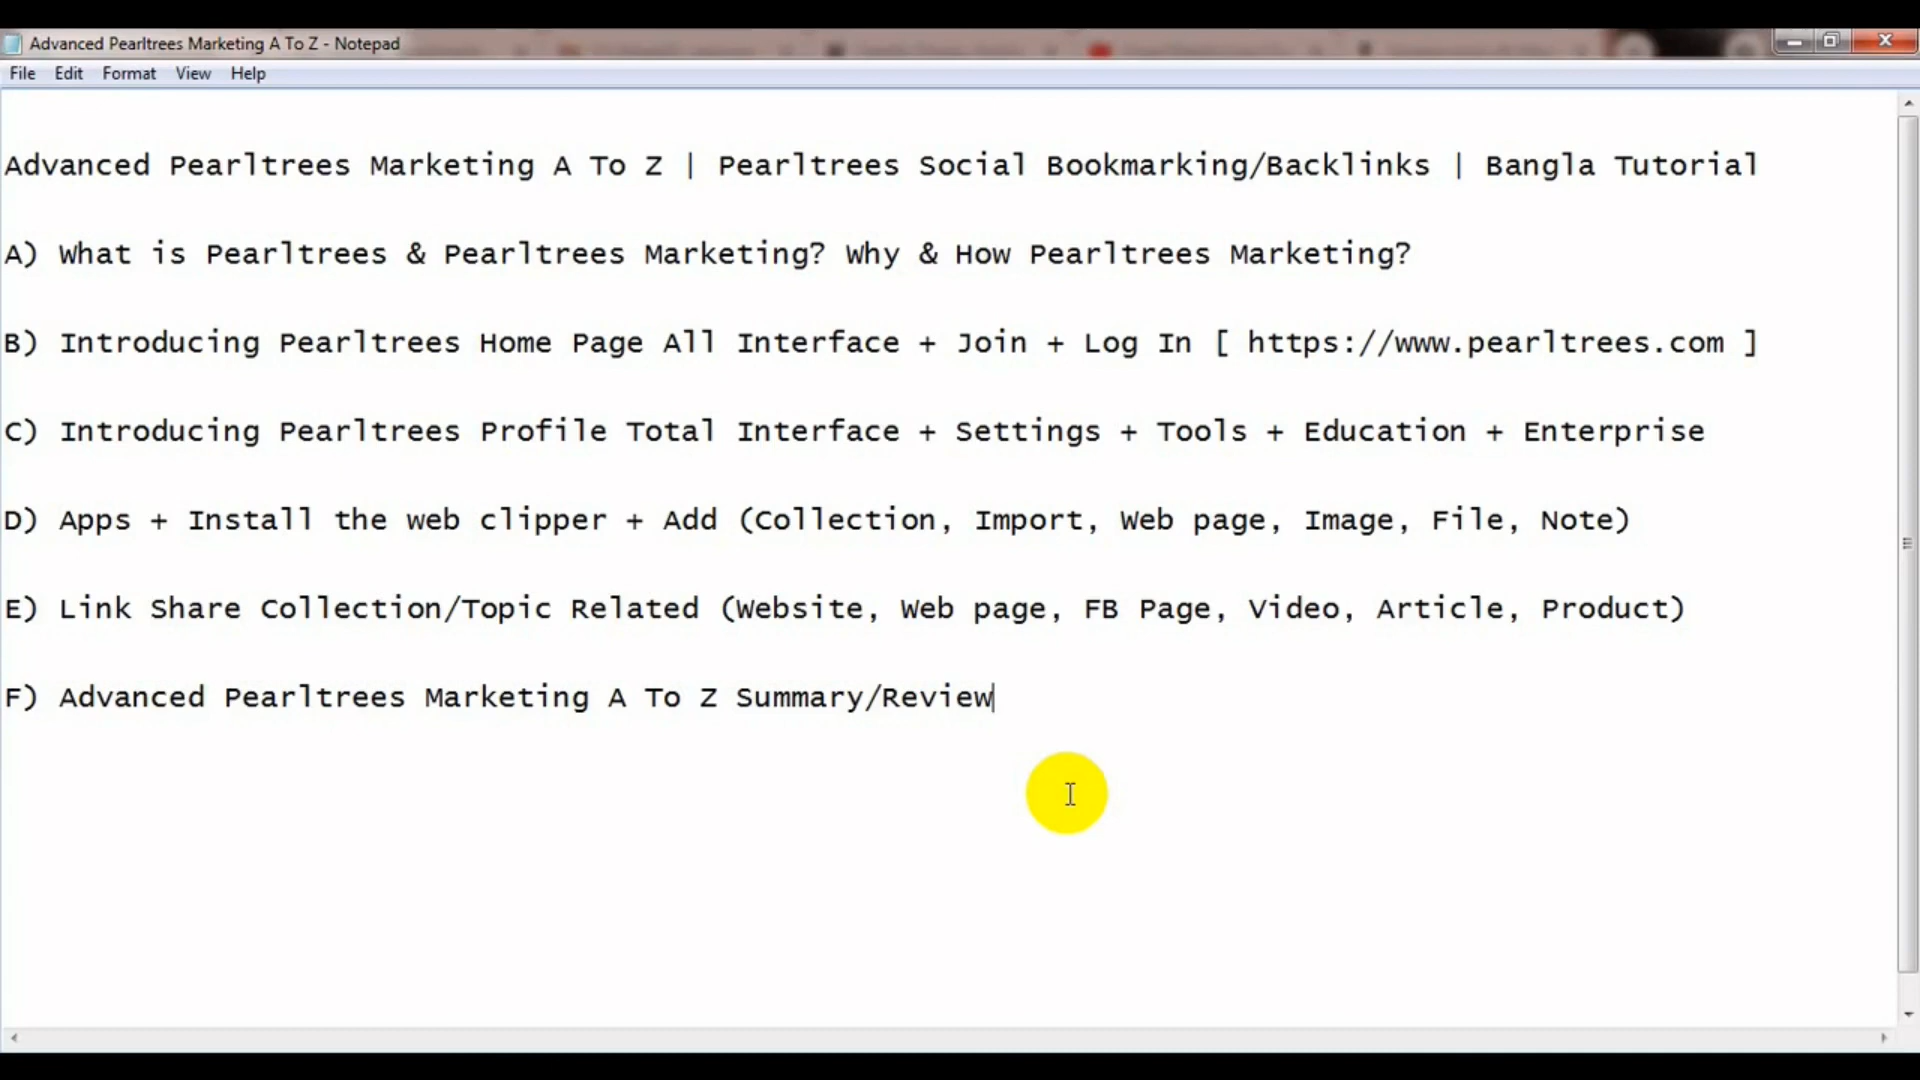 Advanced Pearltrees Marketing A To Z - Notepad
File Edit Format View Help
Advanced Pearltrees Marketing A To Z | Pearltrees Social Bookmarking/Backlinks | Bangla Tutorial
A) What is Pearltrees & Pearltrees Marketing? Why & How Pearltrees Marketing?
B) Introducing Pearltrees Home Page All Interface + Join + Log In [ https://www.pearltrees.com ]
C) Introducing Pearltrees Profile Total Interface + Settings + Tools + Education + Enterprise
D) Apps + Install the web clipper + Add (Collection, Import, Web page, Image, File, Note)
E) Link Share Collection/Topic Related (Website, Web page, FB Page, Video, Article, Product)
F) Advanced Pearltrees Marketing A To Z Summary/Review